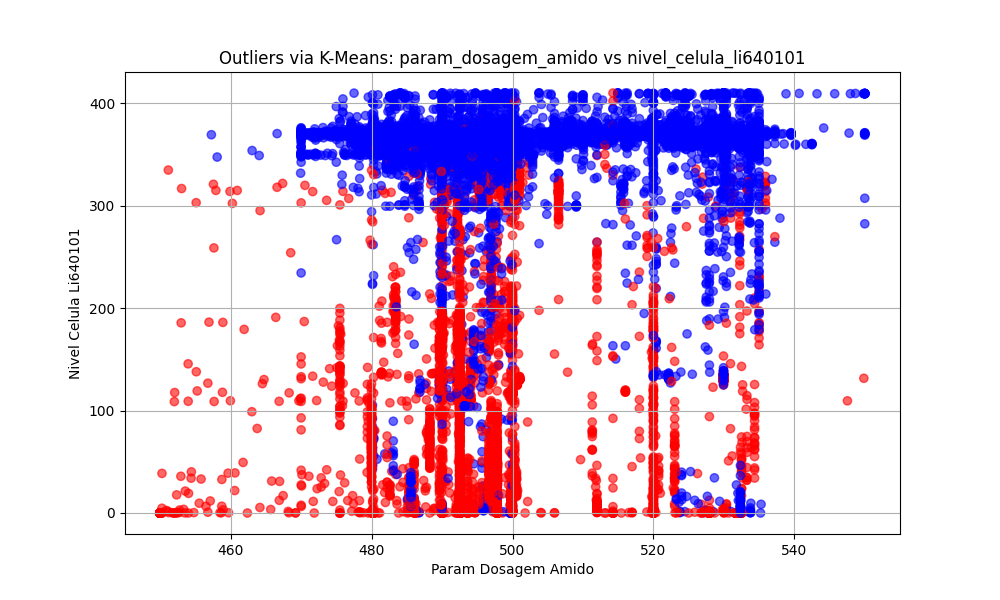 Outliers via K-Means: param_dosagem_amido vs nivel_celula_li640101
400
300
200
100
0
Nivel Celula Li640101
460 480 500 520 540
Param Dosagem Amido